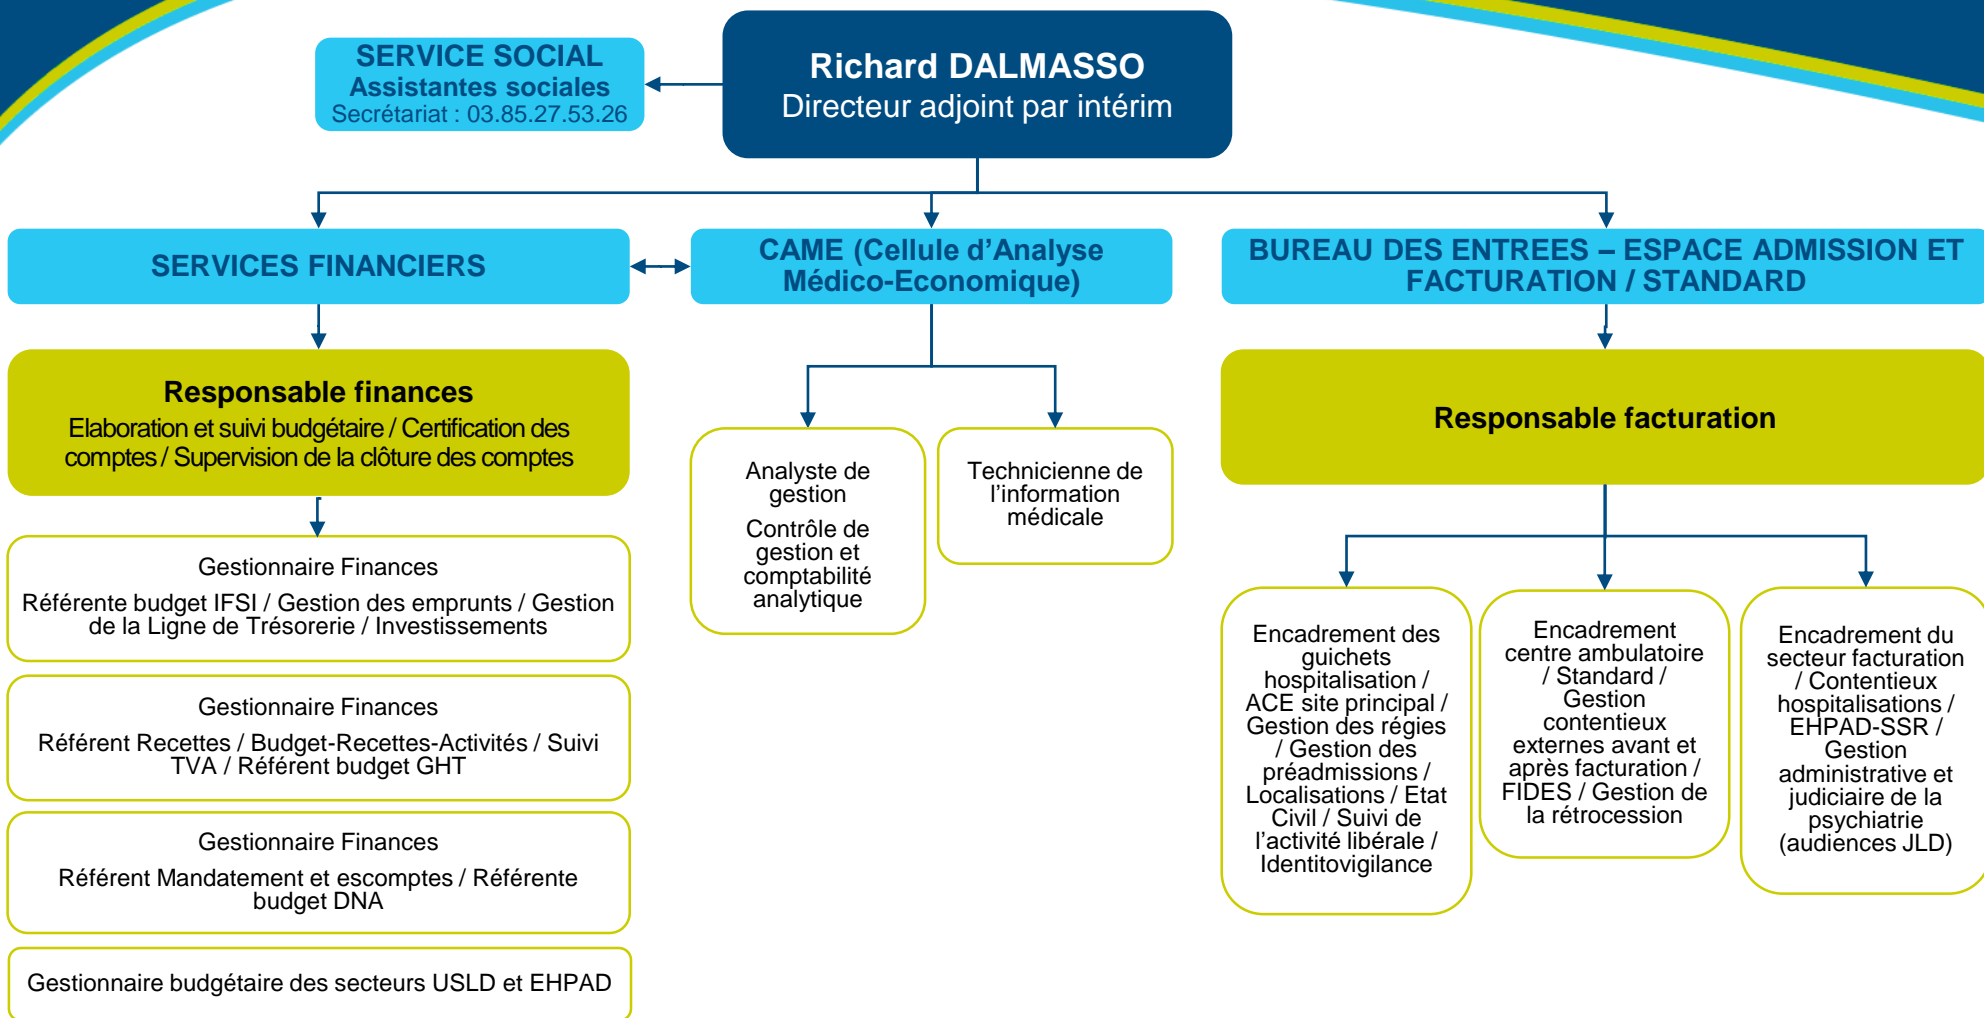 SERVICE SOCIAL
Assistantes sociales
Secrétariat : 03.85.27.53.26
Richard DALMASSO
Directeur adjoint par intérim
SERVICES FINANCIERS
CAME (Cellule d’Analyse
Médico-Economique)
BUREAU DES ENTREES – ESPACE ADMISSION ET
FACTURATION / STANDARD
Responsable finances
Elaboration et suivi budgétaire / Certification des
comptes / Supervision de la clôture des comptes
Gestionnaire Finances
Référente budget IFSI / Gestion des emprunts / Gestion
de la Ligne de Trésorerie / Investissements
Gestionnaire Finances
Référent Recettes / Budget-Recettes-Activités / Suivi
TVA / Référent budget GHT
Gestionnaire Finances
Référent Mandatement et escomptes / Référente
budget DNA
Gestionnaire budgétaire des secteurs USLD et EHPAD
Analyste de
gestion
Contrôle de
gestion et
comptabilité
analytique
Technicienne de
l’information
médicale
Responsable facturation
Encadrement des
guichets
hospitalisation /
ACE site principal /
Gestion des régies
/ Gestion des
préadmissions /
Localisations / Etat
Civil / Suivi de
l’activité libérale /
Identitovigilance
Encadrement
centre ambulatoire
/ Standard /
Gestion
contentieux
externes avant et
après facturation /
FIDES / Gestion de
la rétrocession
Encadrement du
secteur facturation
/ Contentieux
hospitalisations /
EHPAD-SSR /
Gestion
administrative et
judiciaire de la
psychiatrie
(audiences JLD)